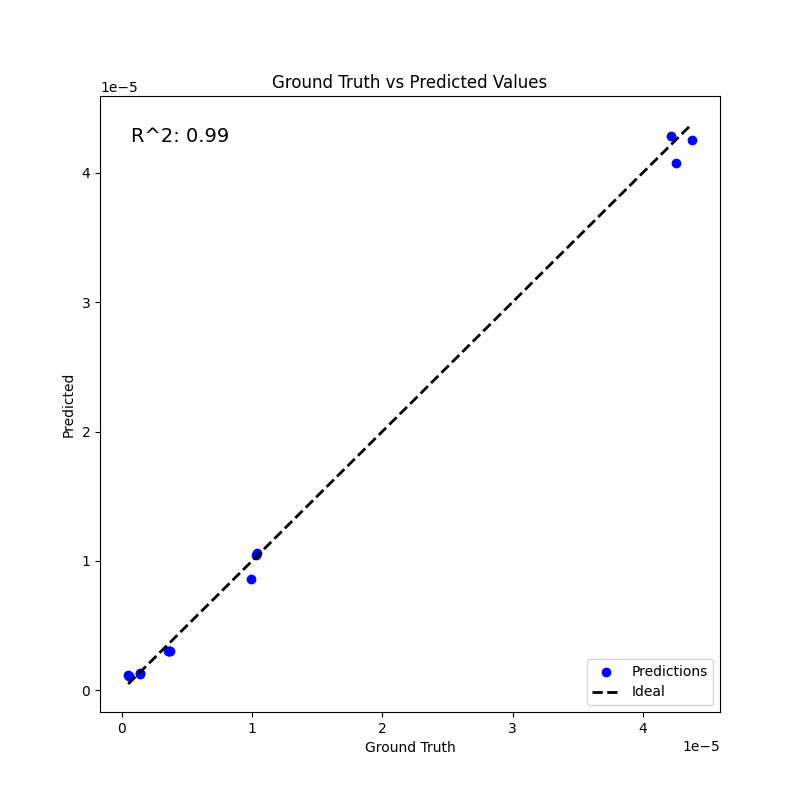 Ground Truth vs Predicted Values
1e−5
R^2: 0.99
4
3
2
1
0
Predicted
Predictions
Ideal
0 1 2 3 4
Ground Truth
1e−5